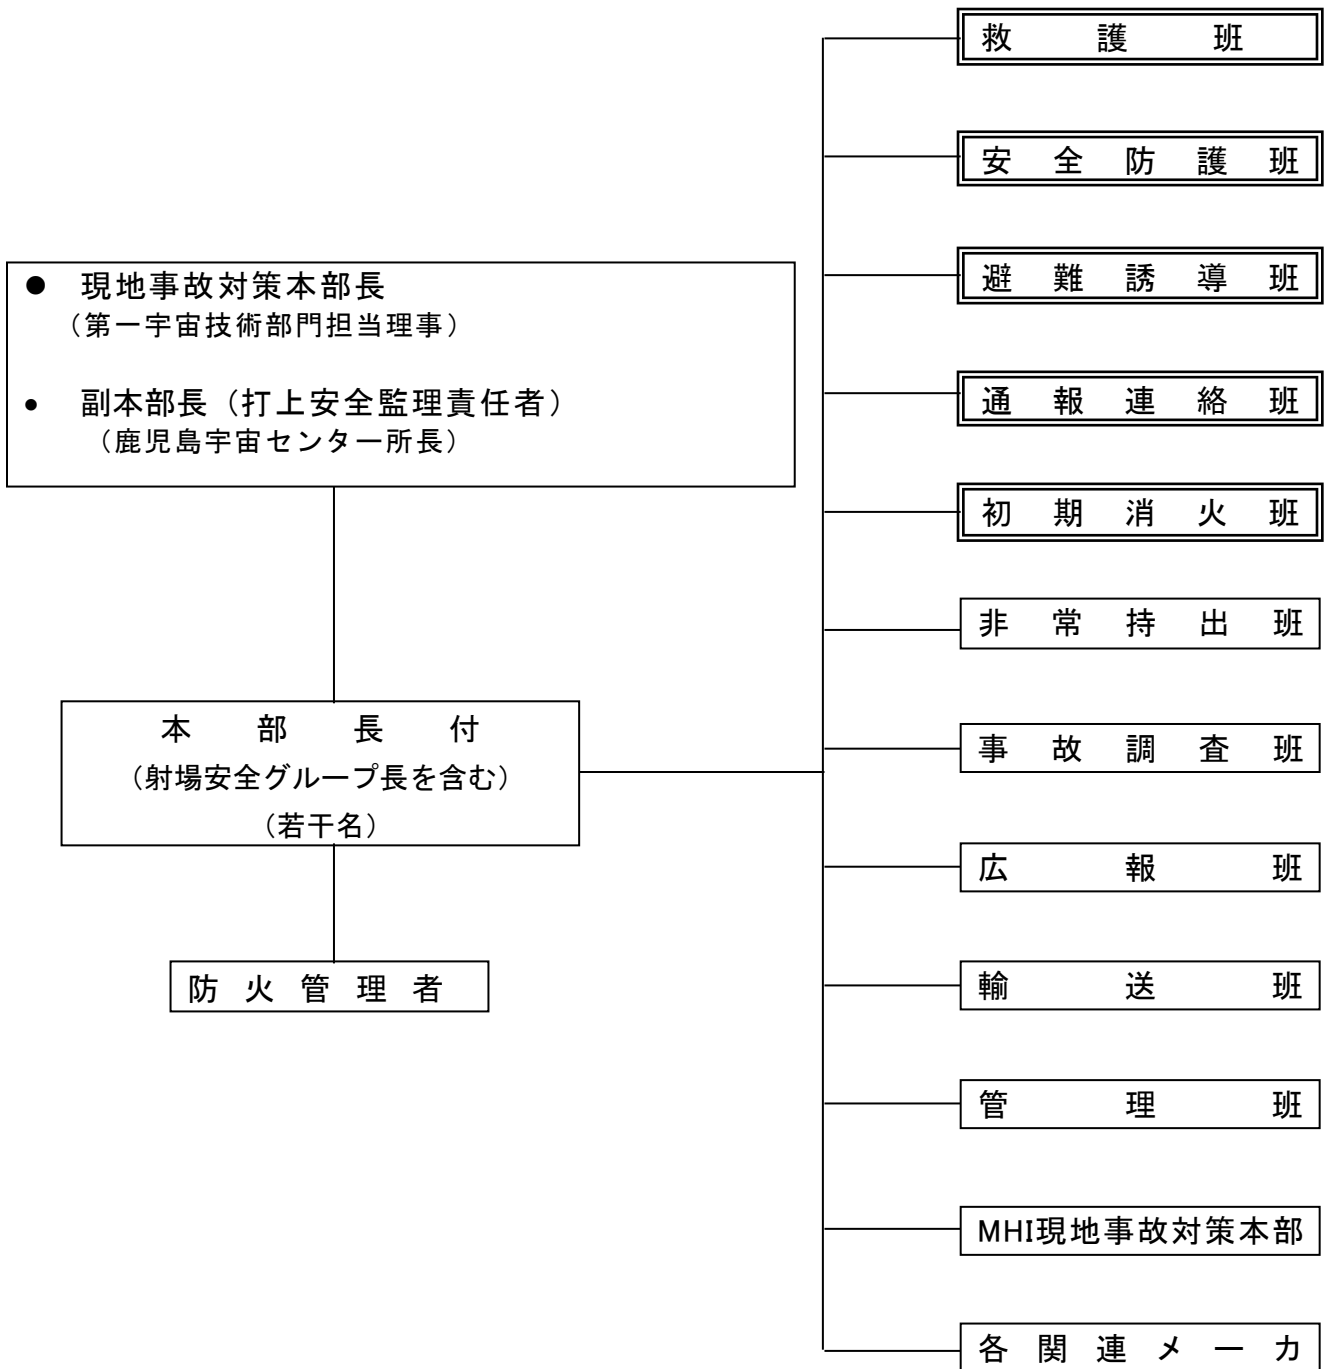 ● 現地事故対策本部長
（第一宇宙技術部門担当理事）
● 副本部長（打上安全監理責任者）
（鹿児島宇宙センター所長）
本部長付
（射場安全グループ長を含む）
（若干名）
防火管理者
救護班
安全防護班
避難誘導班
通報連絡班
初期消火班
非常持出班
事故調査班
広報班
輸送班
管理班
MHI現地事故対策本部
各関連メーカ